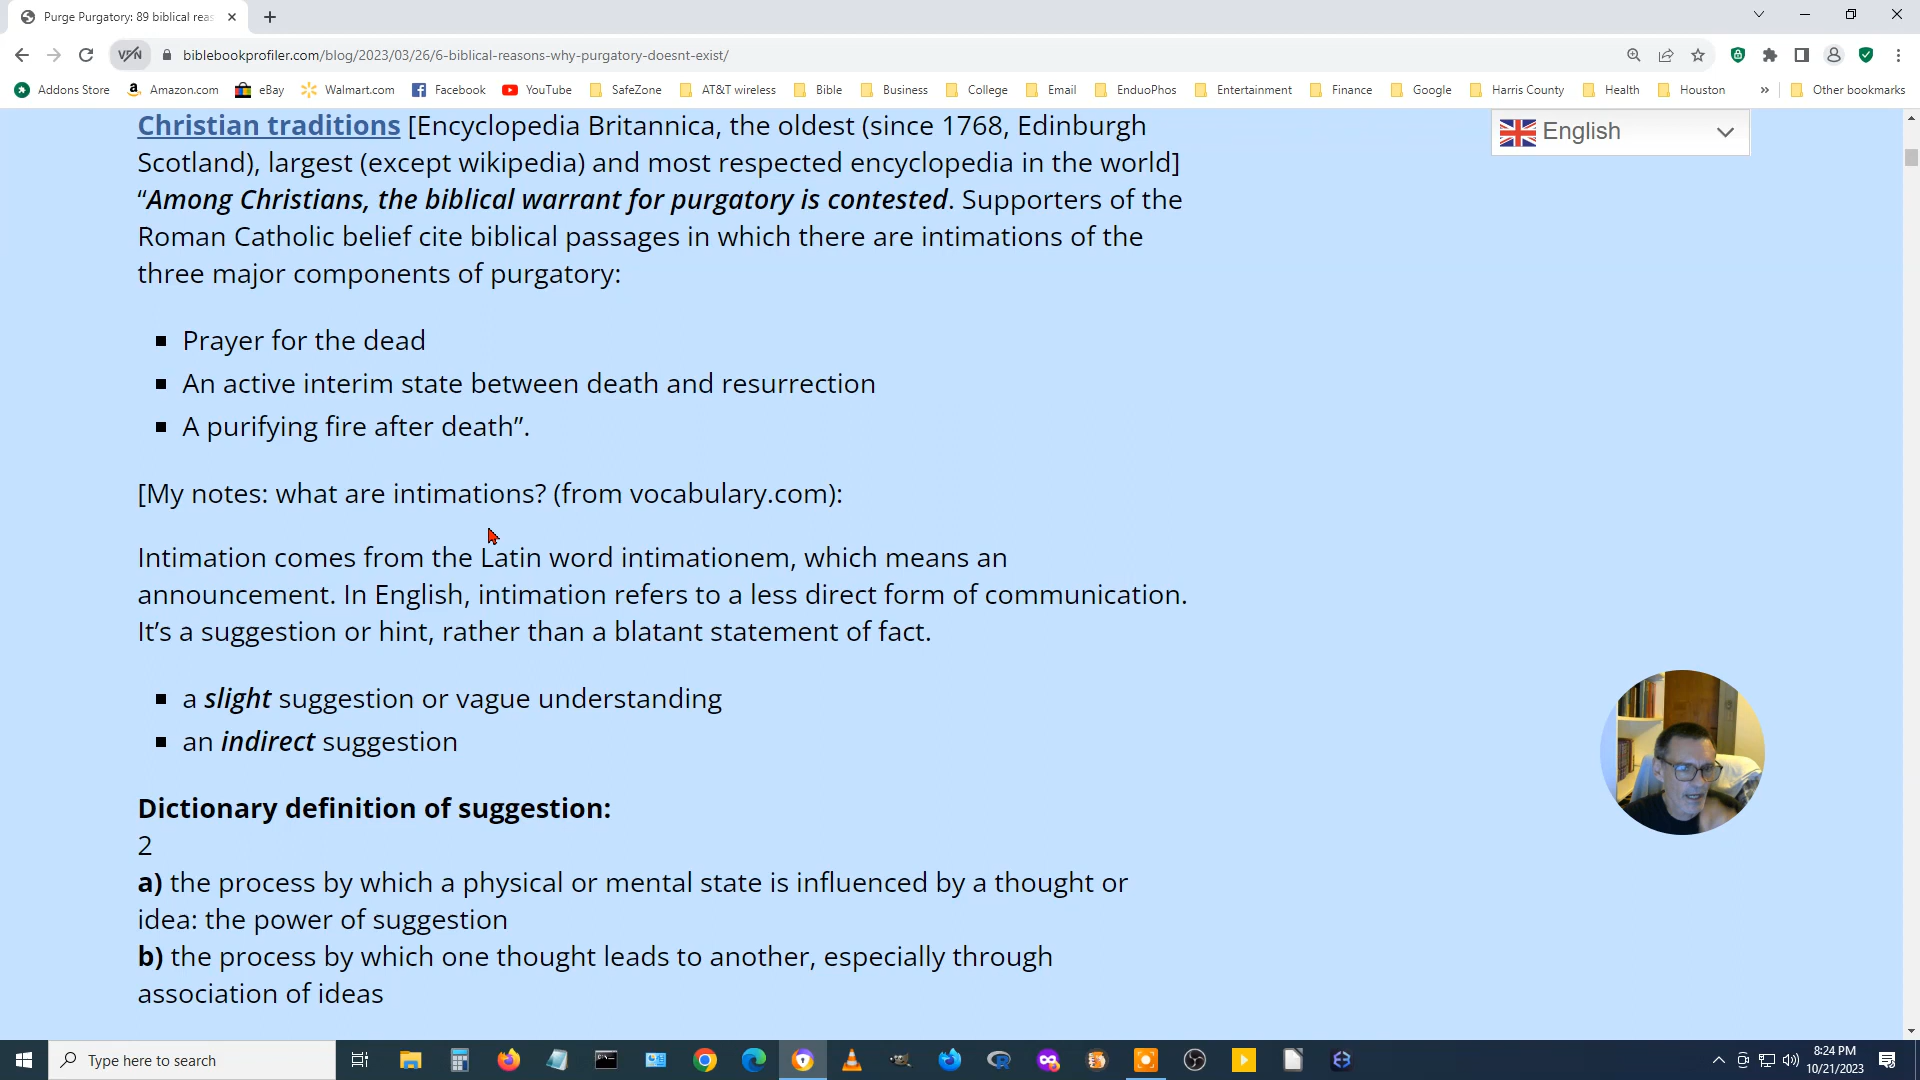 Purge Purgatory: 89 biblical reas
VPN
biblebookprofiler.com/blog/2023/03/26/6-biblical-reasons-why-purgatory-doesnt-exist/
Addons Store Amazon.com eBay Walmart.com Facebook YouTube SafeZone AT&T wireless Bible Business College Email EnduoPhos Entertainment Finance Google Harris County Health Houston » Other bookmarks
English
Christian traditions [Encyclopedia Britannica, the oldest (since 1768, Edinburgh
Scotland), largest (except wikipedia) and most respected encyclopedia in the world]
“Among Christians, the biblical warrant for purgatory is contested. Supporters of the
Roman Catholic belief cite biblical passages in which there are intimations of the
three major components of purgatory:
Prayer for the dead
An active interim state between death and resurrection
A purifying fire after death”.
[My notes: what are intimations? (from vocabulary.com):
Intimation comes from the Latin word intimationem, which means an
announcement. In English, intimation refers to a less direct form of communication.
It’s a suggestion or hint, rather than a blatant statement of fact.
a slight suggestion or vague understanding
an indirect suggestion
Dictionary definition of suggestion:
2
a) the process by which a physical or mental state is influenced by a thought or
idea: the power of suggestion
b) the process by which one thought leads to another, especially through
association of ideas
Type here to search
8:24 PM
10/21/2023